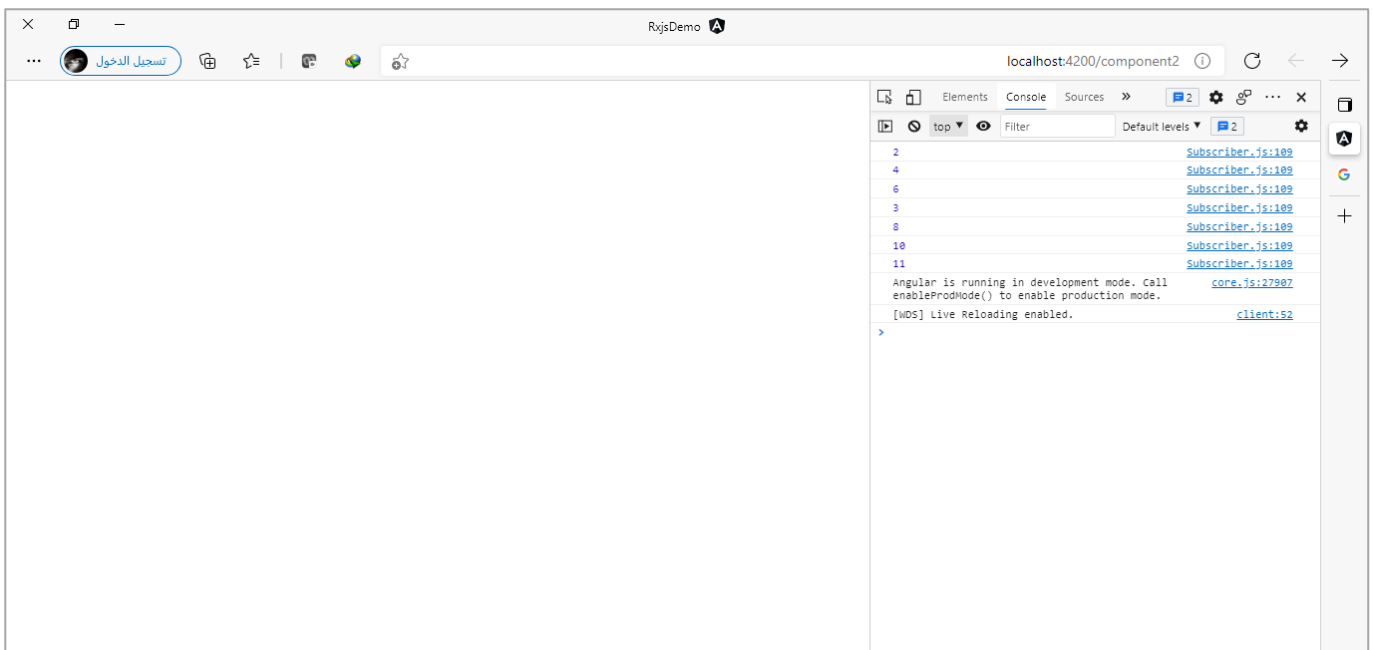 RxjsDemo
تسجيل الدخول
localhost:4200/component2
Elements Console Sources 2
top Filter Default levels 2
2 Subscriber.js:109
4 Subscriber.js:109
6 Subscriber.js:109
3 Subscriber.js:109
8 Subscriber.js:109
10 Subscriber.js:109
11 Subscriber.js:109
Angular is running in development mode. Call core.js:27907
enableProdMode() to enable production mode.
[WDS] Live Reloading enabled. client:52